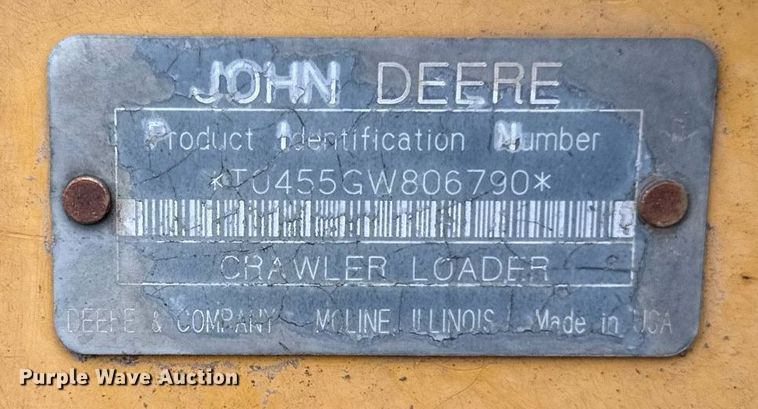 JOHN DEERE
Product Identification Number
*T0455GW806790*
CRAWLER LOADER
DEERE & COMPANY MOLINE, ILLINOIS Made in USA
Purple Wave Auction